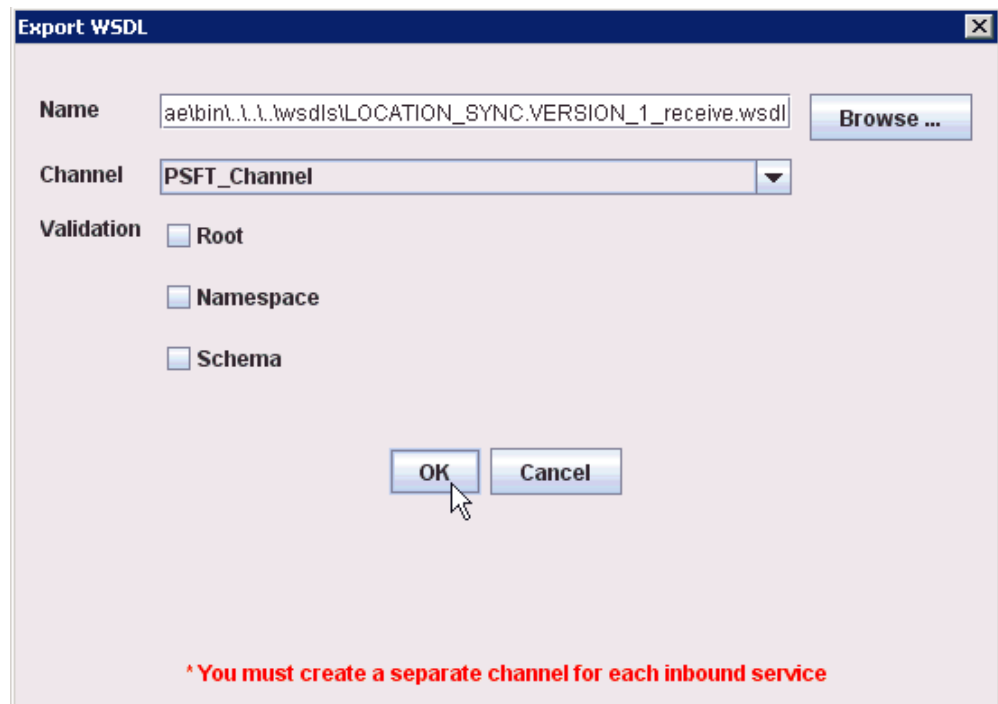 Export WSDL
Name
ae\bin\..\..\..\wsdls\LOCATION_SYNC.VERSION_1_receive.wsdl
Browse ...
Channel
PSFT_Channel
Validation
Root
Namespace
Schema
OK
Cancel
* You must create a separate channel for each inbound service